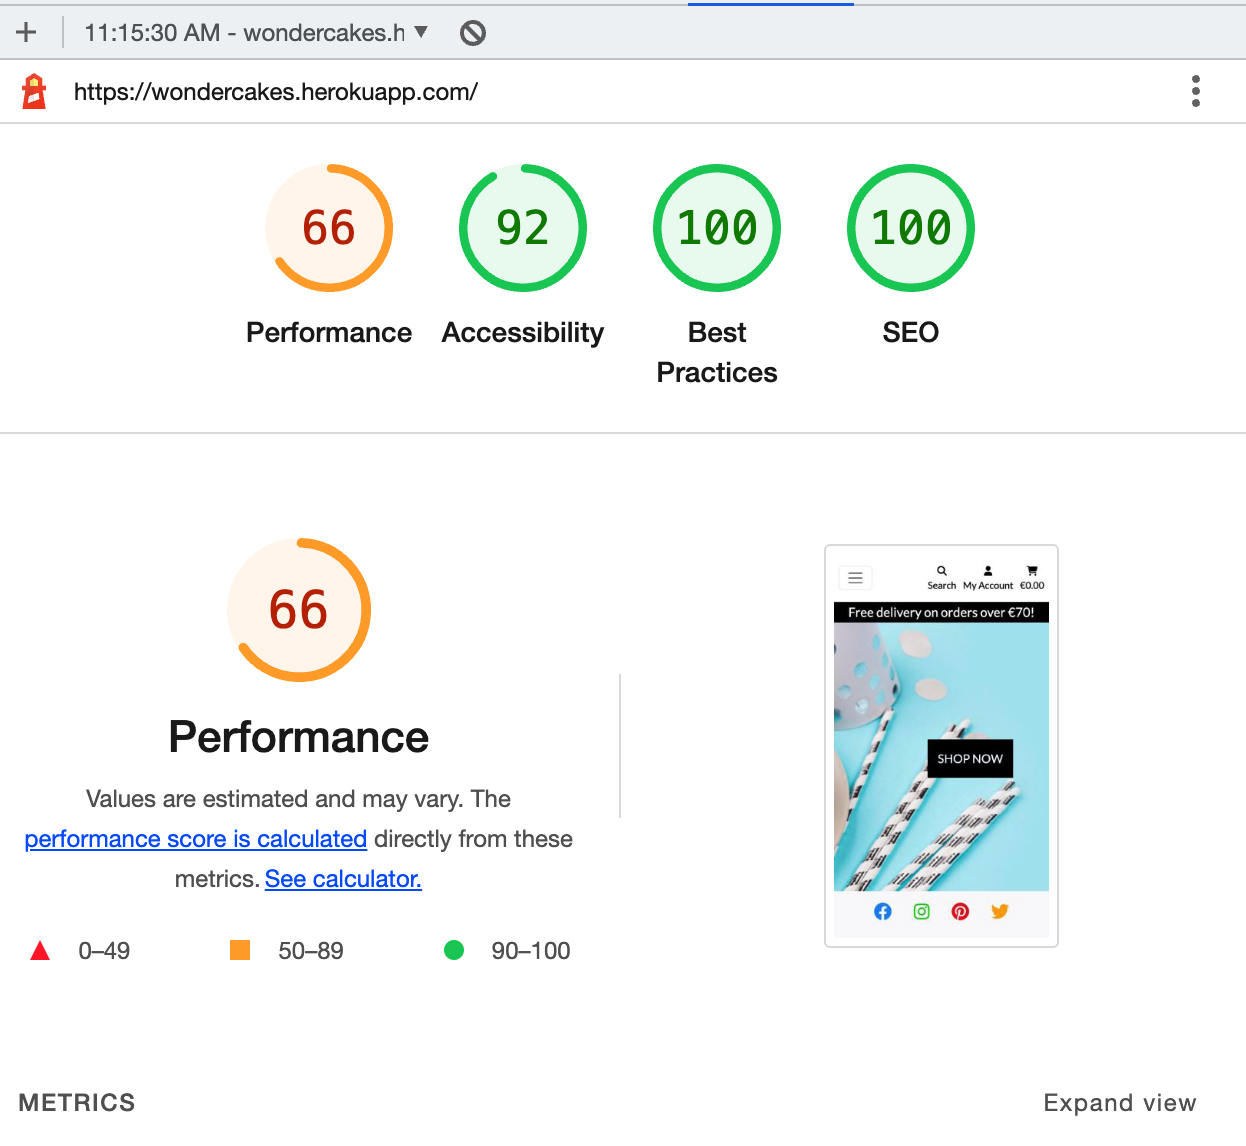 11:15:30 AM - wondercakes.h
https://wondercakes.herokuapp.com/
66
92
100
100
Performance
Accessibility
Best
Practices
SEO
66
Performance
Values are estimated and may vary. The
performance score is calculated directly from these
metrics. See calculator.
0–49
50–89
90–100
Search
My Account
€0.00
Free delivery on orders over €70!
SHOP NOW
METRICS
Expand view